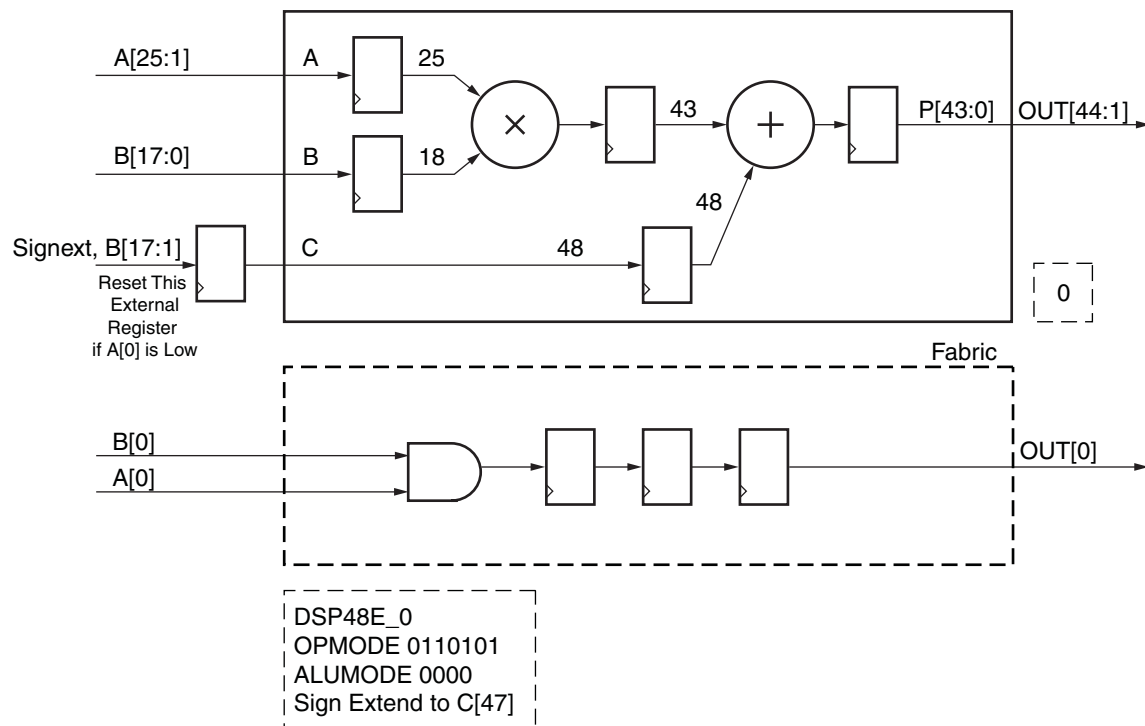 A[25:1]
A
25
×
43
+
P[43:0]
OUT[44:1]
B[17:0]
B
18
48
Signext, B[17:1]
C
48
Reset This
External
Register
if A[0] is Low
0
Fabric
B[0]
A[0]
OUT[0]
DSP48E_0
OPMODE 0110101
ALUMODE 0000
Sign Extend to C[47]